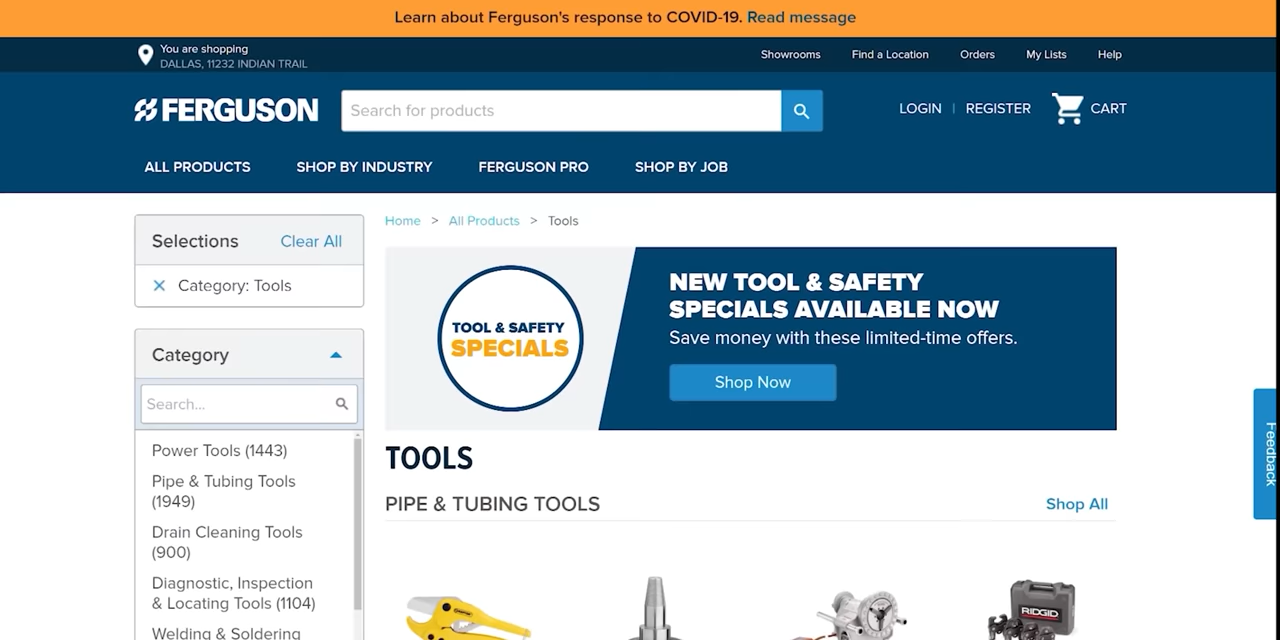 Learn about Ferguson's response to COVID-19. Read message
You are shopping
DALLAS, 11232 INDIAN TRAIL
Showrooms
Find a Location
Orders
My Lists
Help
FERGUSON
Search for products
LOGIN | REGISTER
CART
ALL PRODUCTS
SHOP BY INDUSTRY
FERGUSON PRO
SHOP BY JOB
Selections
Clear All
Category: Tools
Category
Search...
Power Tools (1443)
Pipe & Tubing Tools
(1949)
Drain Cleaning Tools
(900)
Diagnostic, Inspection
& Locating Tools (1104)
Welding & Soldering
Home > All Products > Tools
TOOL & SAFETY
SPECIALS
NEW TOOL & SAFETY
SPECIALS AVAILABLE NOW
Save money with these limited-time offers.
Shop Now
TOOLS
PIPE & TUBING TOOLS
Shop All
RIDGID
Feedback